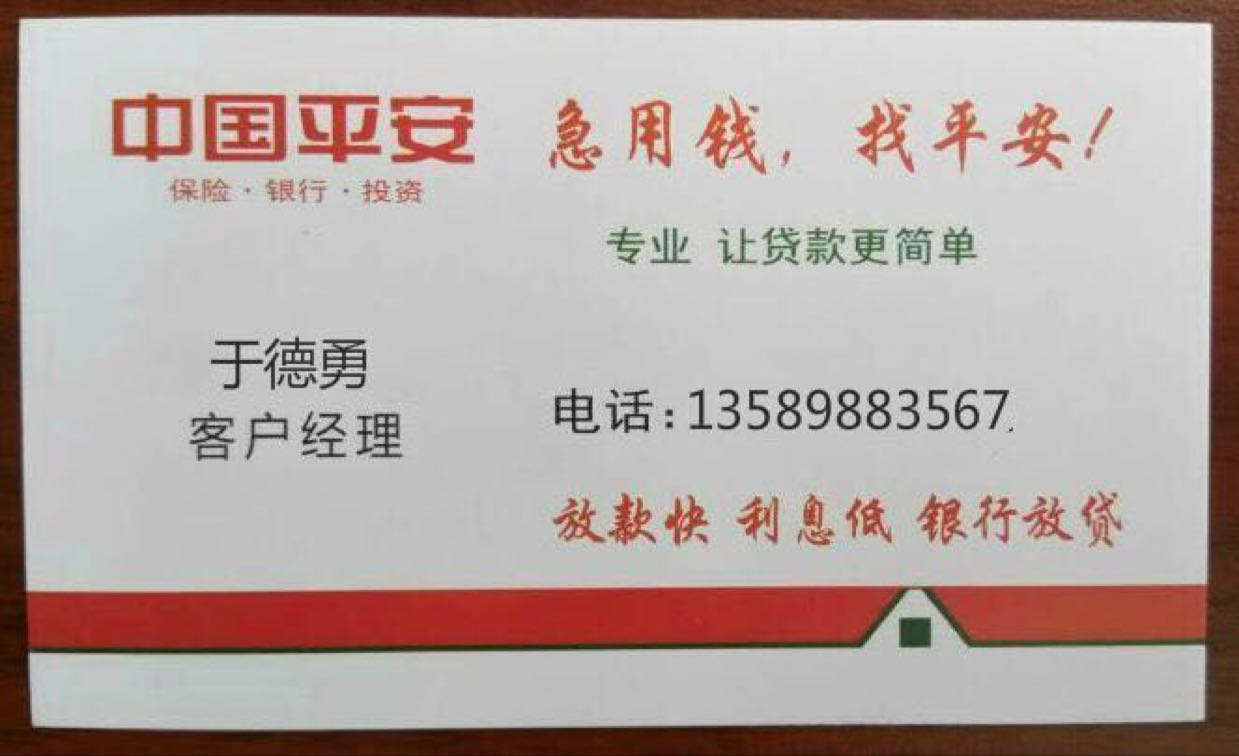 中国平安
保险·银行·投资
急用钱，找平安！
专业 让贷款更简单
于德勇
客户经理
电话:13589883567
放款快 利息低 银行放贷